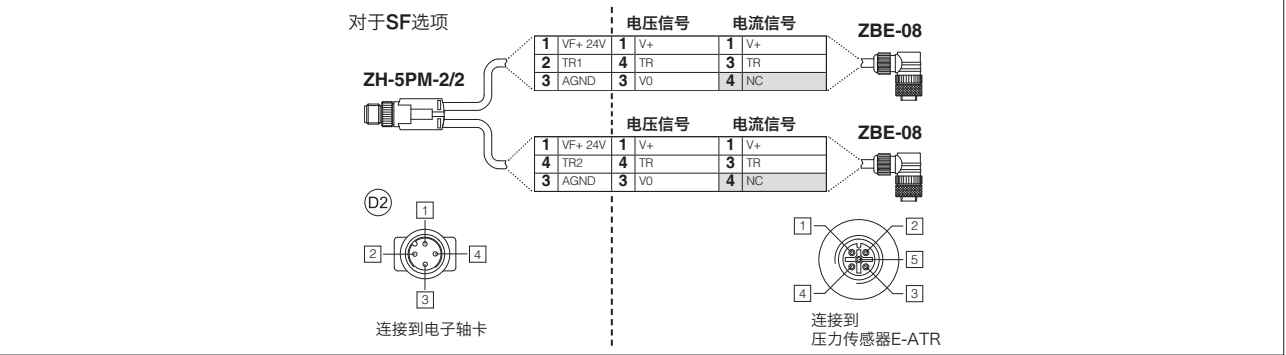 对于SF选项
电压信号 电流信号
ZBE-08
1 VF+ 24V 1 V+ 1 V+
2 TR1 4 TR 3 TR
3 AGND 3 V0 4 NC
ZH-5PM-2/2
电压信号 电流信号
ZBE-08
1 VF+ 24V 1 V+ 1 V+
4 TR2 4 TR 3 TR
3 AGND 3 V0 4 NC
D2
1
2 4
3
连接到电子轴卡
1 2
5
4 3
连接到
压力传感器E-ATR